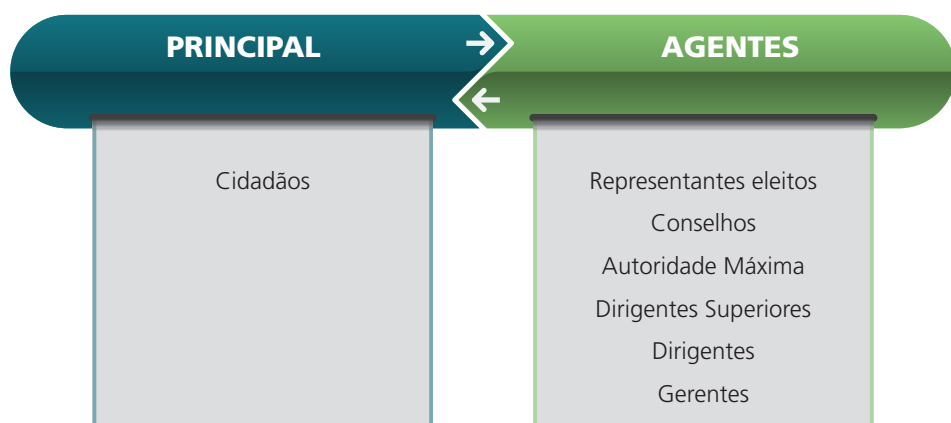 PRINCIPAL
AGENTES
Cidadãos
Representantes eleitos
Conselhos
Autoridade Máxima
Dirigentes Superiores
Dirigentes
Gerentes